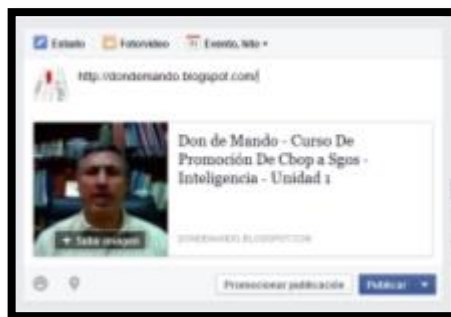 Estado Foto/vídeo Evento, hito
http://dondemando.blogspot.com/
Don de Mando - Curso De
Promoción De Cbop a Sgos -
Inteligencia - Unidad 1
+ Subir imagen
DONDEMANDO.BLOGSPOT.COM
Promocionar publicación Publicar